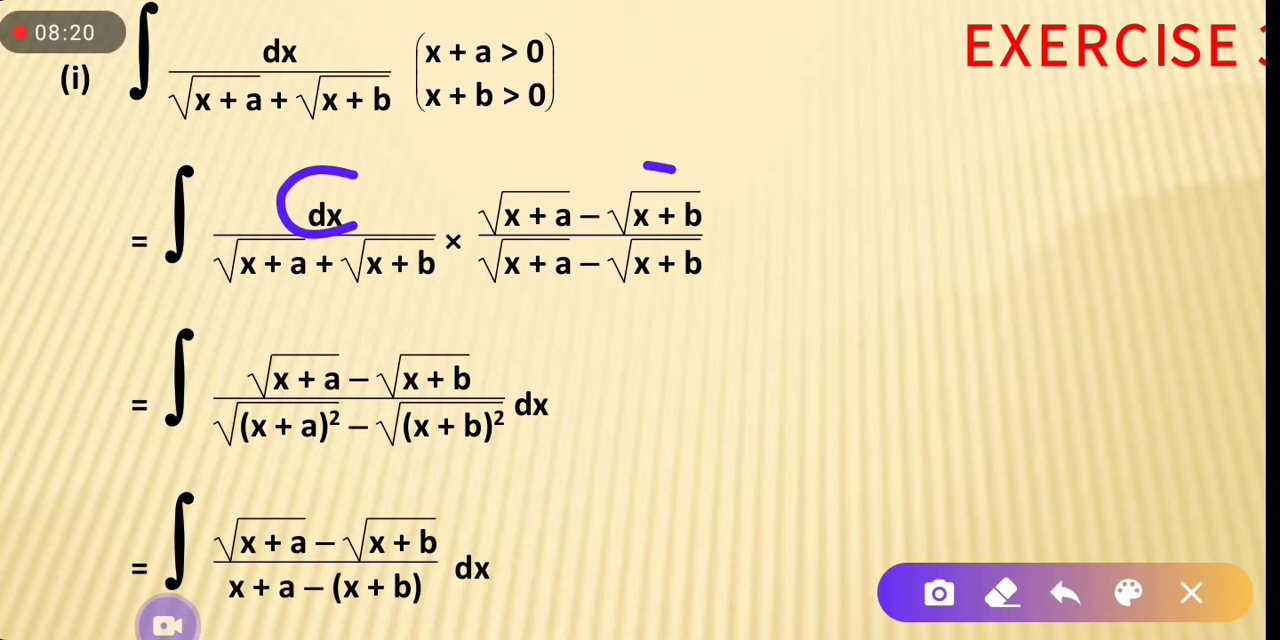 08:20
EXERCISE
(i) ∫ dx / (√(x + a) + √(x + b)) (x + a > 0
x + b > 0)
= ∫ dx / (√(x + a) + √(x + b)) × (√(x + a) − √(x + b)) / (√(x + a) − √(x + b))
= ∫ (√(x + a) − √(x + b)) / (√(x + a)² − √(x + b)²) dx
= ∫ (√(x + a) − √(x + b)) / (x + a − (x + b)) dx